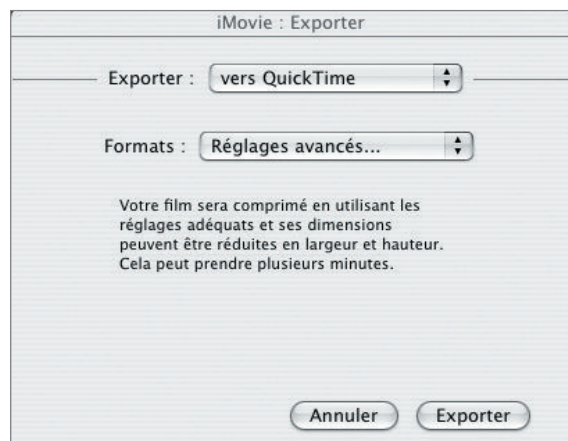 iMovie : Exporter
Exporter : vers QuickTime
Formats : Réglages avancés...
Votre film sera comprimé en utilisant les
réglages adéquats et ses dimensions
peuvent être réduites en largeur et hauteur.
Cela peut prendre plusieurs minutes.
Annuler Exporter